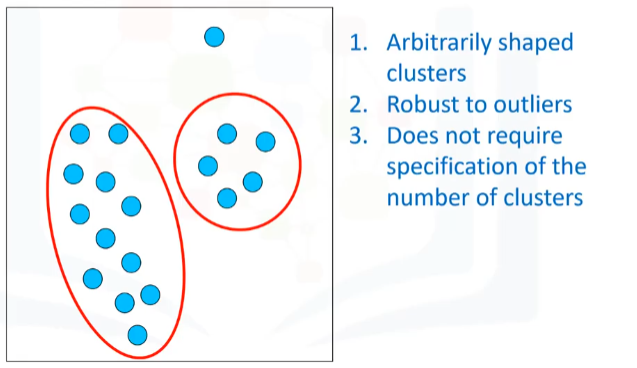 1. Arbitrarily shaped
clusters
2. Robust to outliers
3. Does not require
specification of the
number of clusters